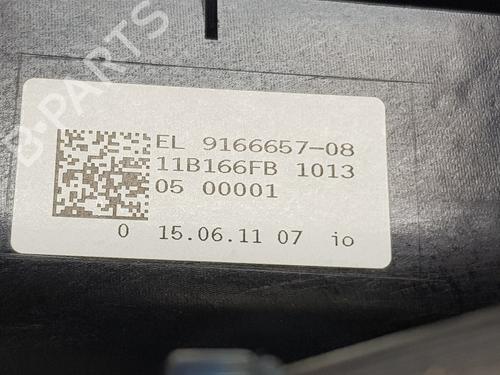 B-PARTS
EL 9166657-08
11B166FB 1013
05 00001
0 15.06.11 07 io